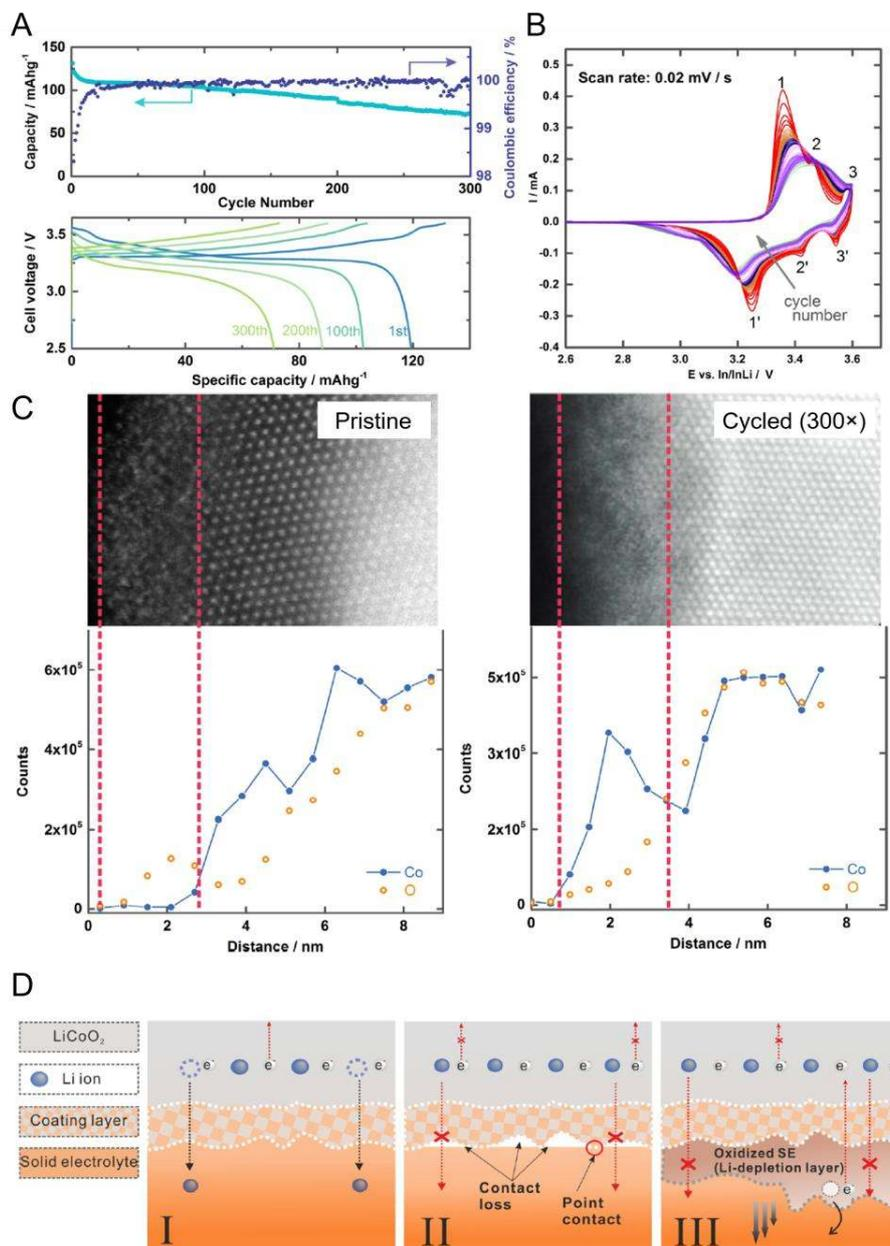 A
B
150
100
50
0
Capacity / mAhg-1
100
99
98
Coulombic efficiency / %
0
100
200
300
Cycle Number
3.5
3.0
2.5
Cell voltage / V
300th
200th
100th
1st
0
40
80
120
Specific capacity / mAhg-1
Scan rate: 0.02 mV / s
0.5
0.4
0.3
0.2
0.1
0.0
-0.1
-0.2
-0.3
-0.4
I / mA
1
2
3
1'
2'
3'
cycle
number
2.6
3.0
3.4
3.6
E vs. In/InLi / V
C
Pristine
Cycled (300×)
6x10⁵
4x10⁵
2x10⁵
0
Counts
Co
O
0
2
4
6
8
Distance / nm
5x10⁵
3x10⁵
2x10⁵
0
Counts
Co
O
0
2
4
6
8
Distance / nm
D
LiCoO₂
Li ion
Coating layer
Solid electrolyte
e
e
e
e
I
e
e
e
e
Contact
loss
Point
contact
II
e
e
e
Oxidized SE
(Li-depletion layer)
e
III